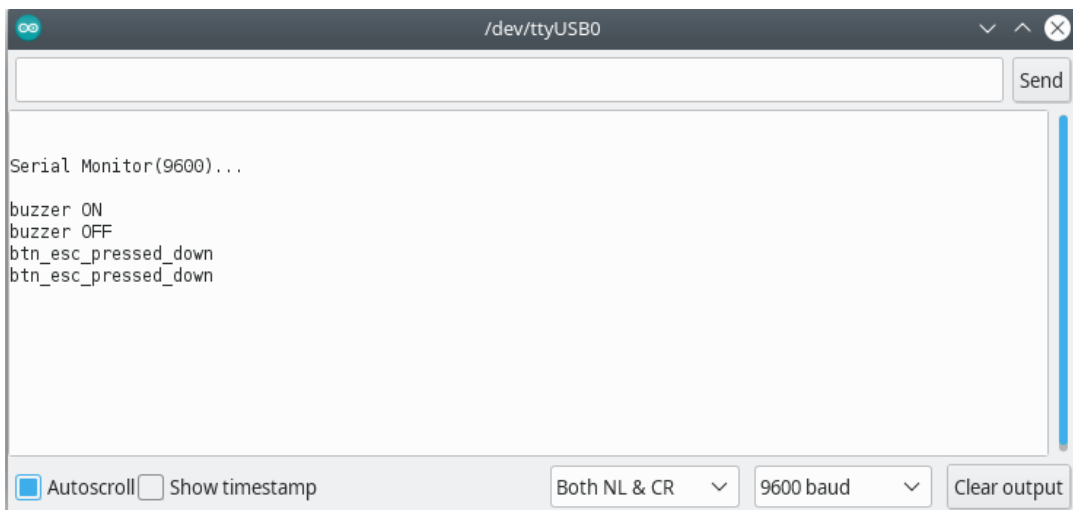 /dev/ttyUSB0
Send
Serial Monitor(9600)...
buzzer ON
buzzer OFF
btn_esc_pressed_down
btn_esc_pressed_down
Autoscroll Show timestamp Both NL & CR 9600 baud Clear output